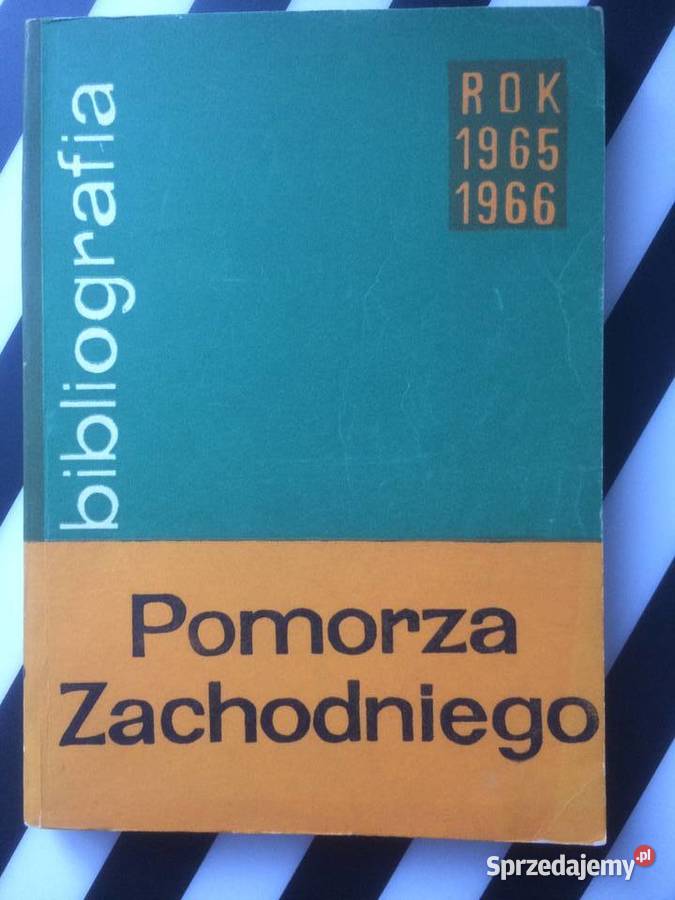 bibliografia
ROK
1965
1966
Pomorza
Zachodniego
Sprzedajemy.pl